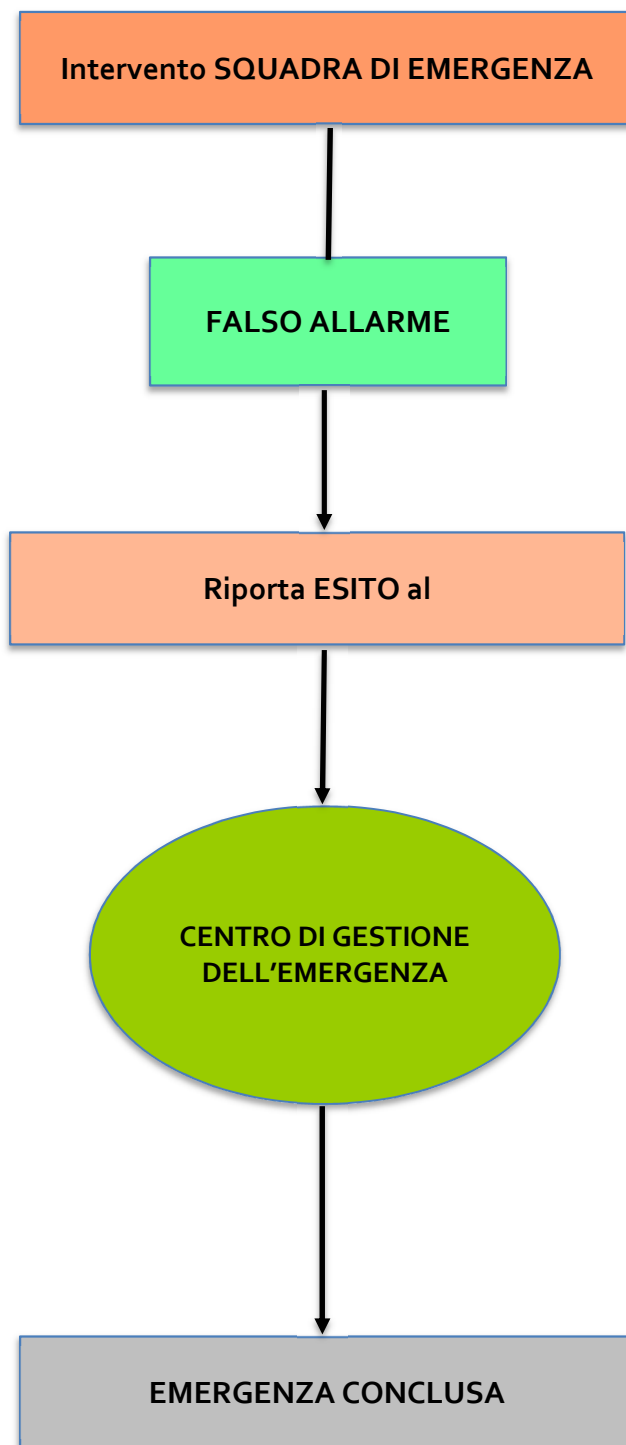 Intervento SQUADRA DI EMERGENZA
FALSO ALLARME
Riporta ESITO al
CENTRO DI GESTIONE
DELL’EMERGENZA
EMERGENZA CONCLUSA